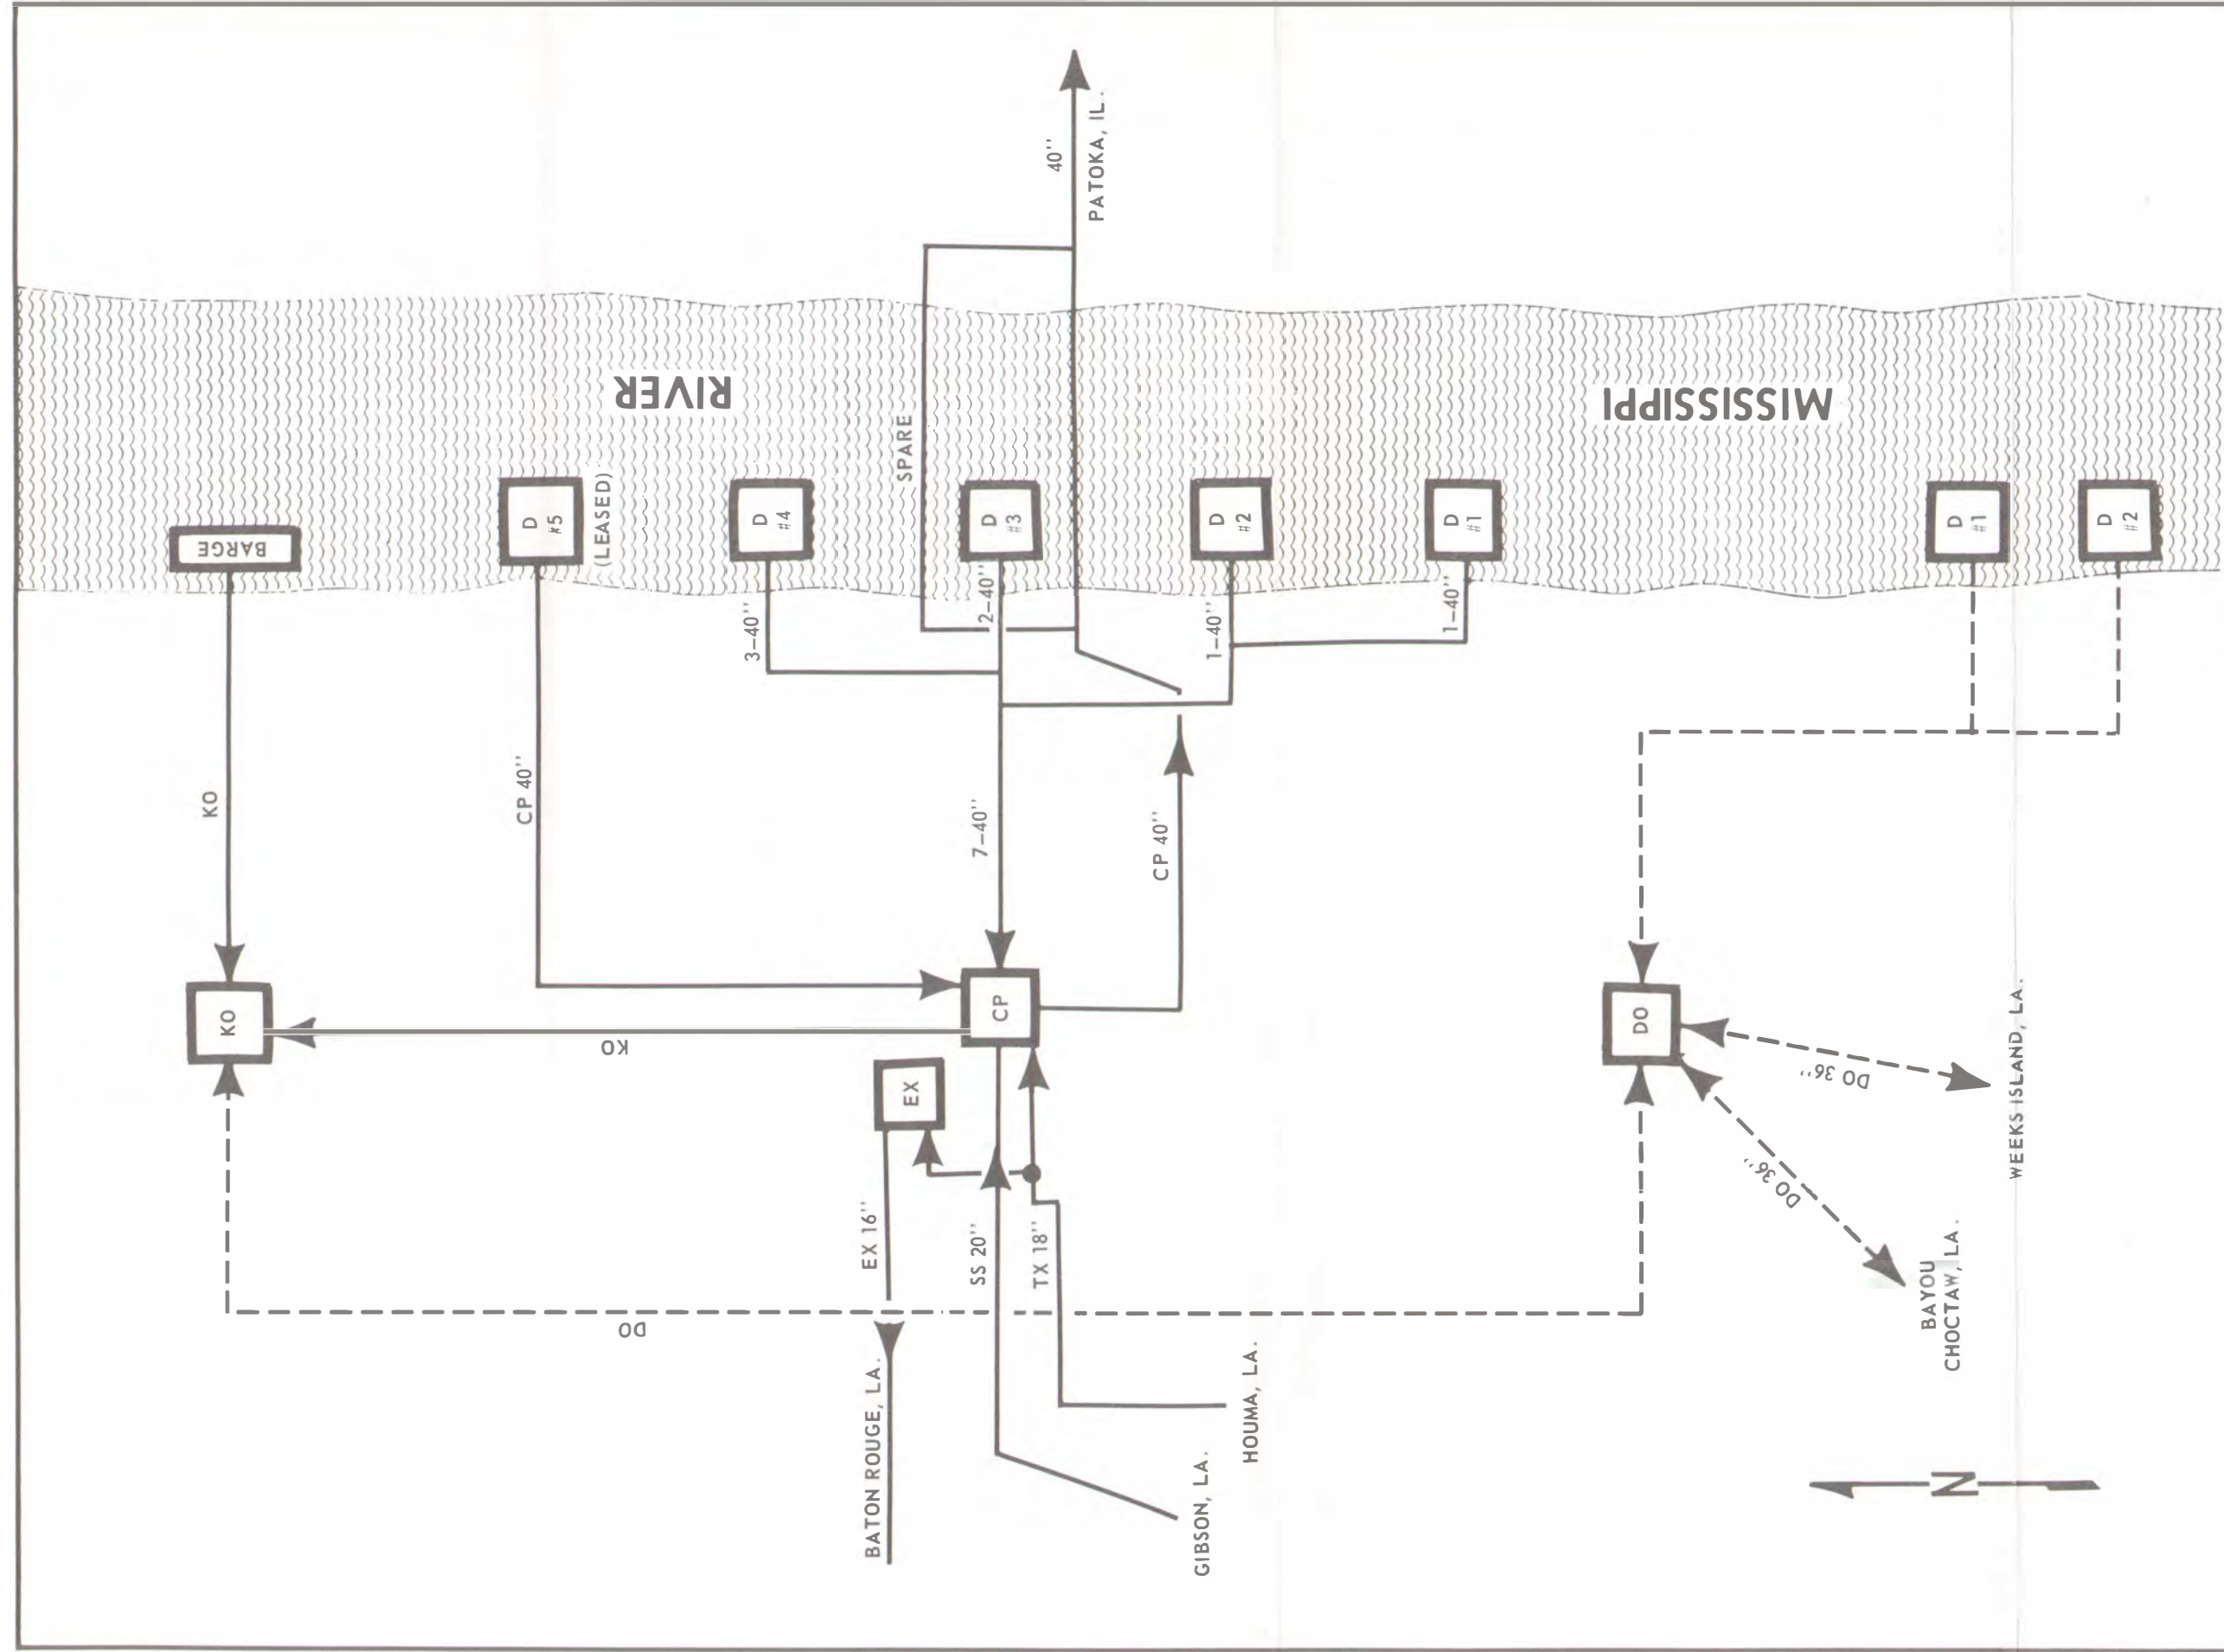 BARGE
KO
KO
D
#5
(LEASED)
CP 40''
RIVER
D
#4
3-40''
SPARE
D
#3
2-40''
7-40''
40''
PATOKA, IL.
D
#2
1-40''
D
#1
1-40''
MISSISSIPPI
D
#1
D
#2
KO
CP
CP 40''
EX
EX 16''
BATON ROUGE, LA.
SS 20''
TX 18''
GIBSON, LA.
HOUMA, LA.
DO
DO
DO 36''
WEEKS ISLAND, LA.
DO 36''
BAYOU
CHOCTAW, LA.
N